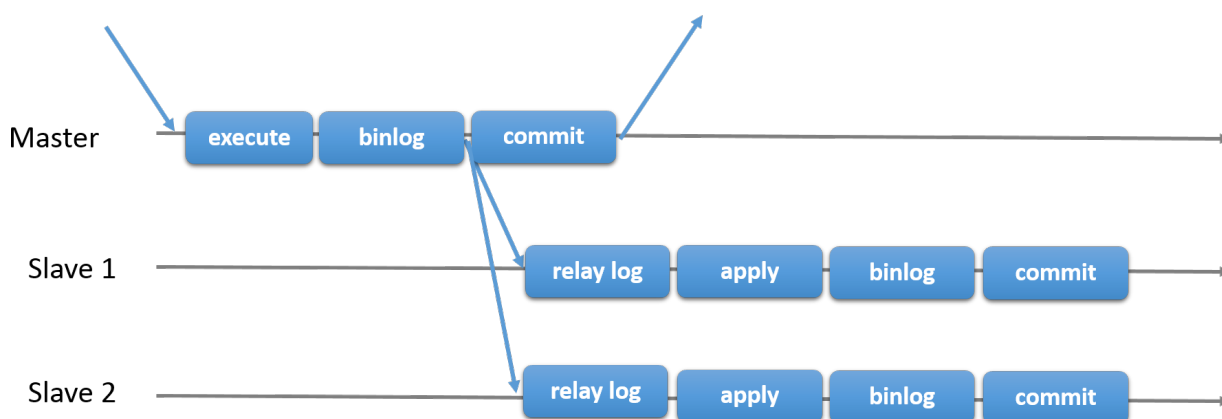 Master execute binlog commit
Slave 1 relay log apply binlog commit
Slave 2 relay log apply binlog commit